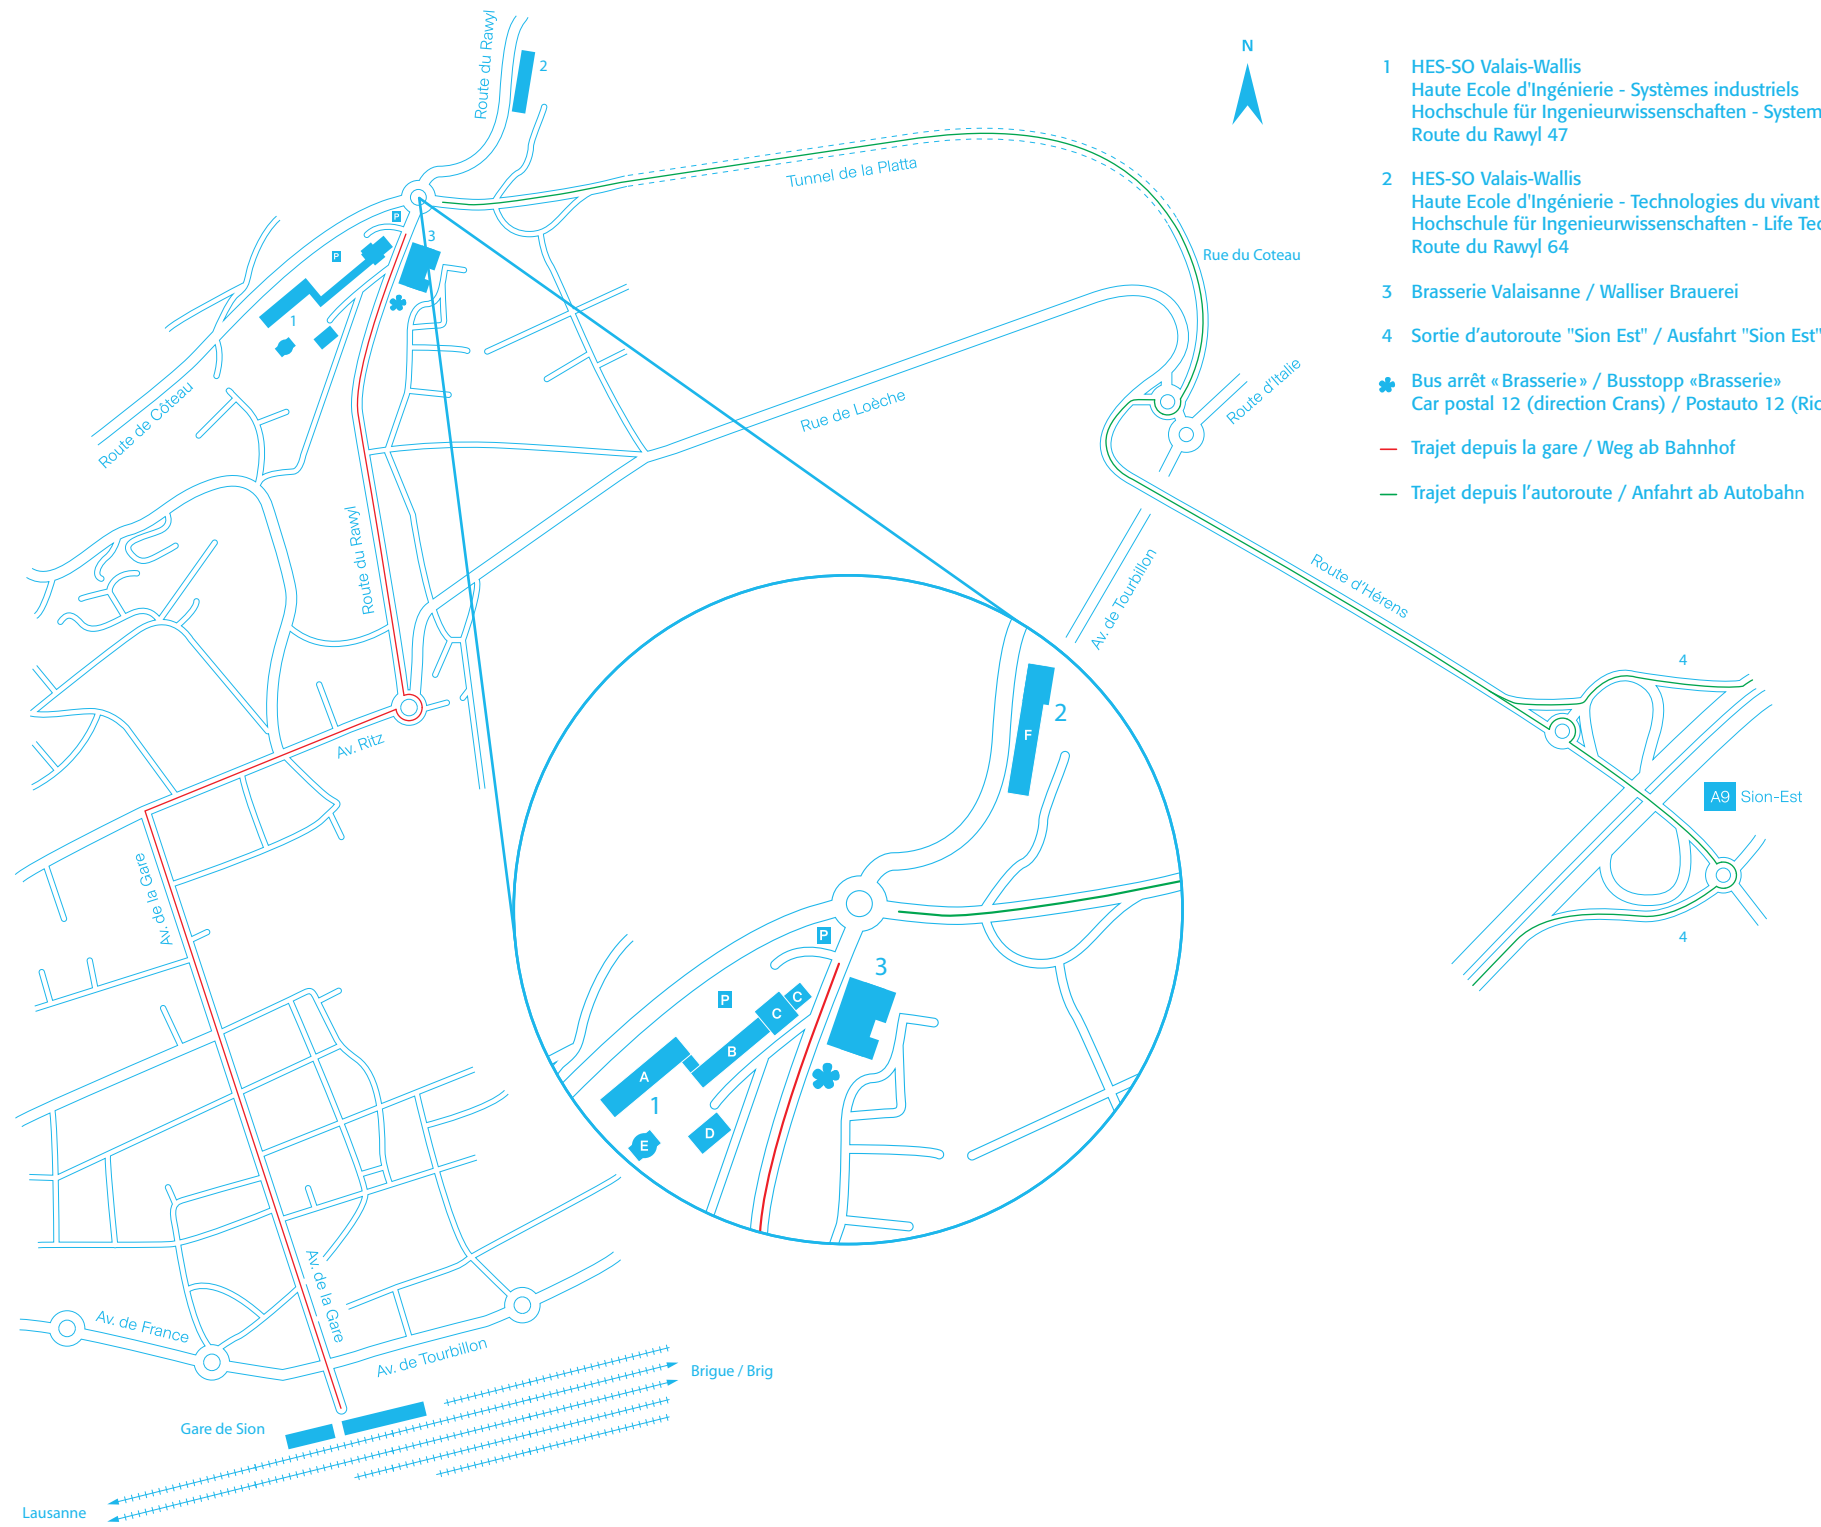 Route du Rawyl
2
N
1 HES-SO Valais-Wallis
Haute Ecole d'Ingénierie - Systèmes industriels
Hochschule für Ingenieurwissenschaften - System
Route du Rawyl 47
2 HES-SO Valais-Wallis
Haute Ecole d'Ingénierie - Technologies du vivant
Hochschule für Ingenieurwissenschaften - Life Tec
Route du Rawyl 64
3 Brasserie Valaisanne / Walliser Brauerei
4 Sortie d'autoroute "Sion Est" / Ausfahrt "Sion Est"
Bus arrêt «Brasserie» / Busstopp «Brasserie»
Car postal 12 (direction Crans) / Postauto 12 (Ric
Trajet depuis la gare / Weg ab Bahnhof
Trajet depuis l'autoroute / Anfahrt ab Autobahn
Tunnel de la Platta
P
3
P
1
Rue du Coteau
Route d'Italie
Rue de Loèche
Route de Côteau
Route du Rawyl
Av. de Tourbillon
Route d'Hérens
4
A9 Sion-Est
4
Av. Ritz
Av. de la Gare
F
2
P
3
P
C
C
B
A
1
D
E
Av. de la Gare
Av. de France
Av. de Tourbillon
Brigue / Brig
Gare de Sion
Lausanne